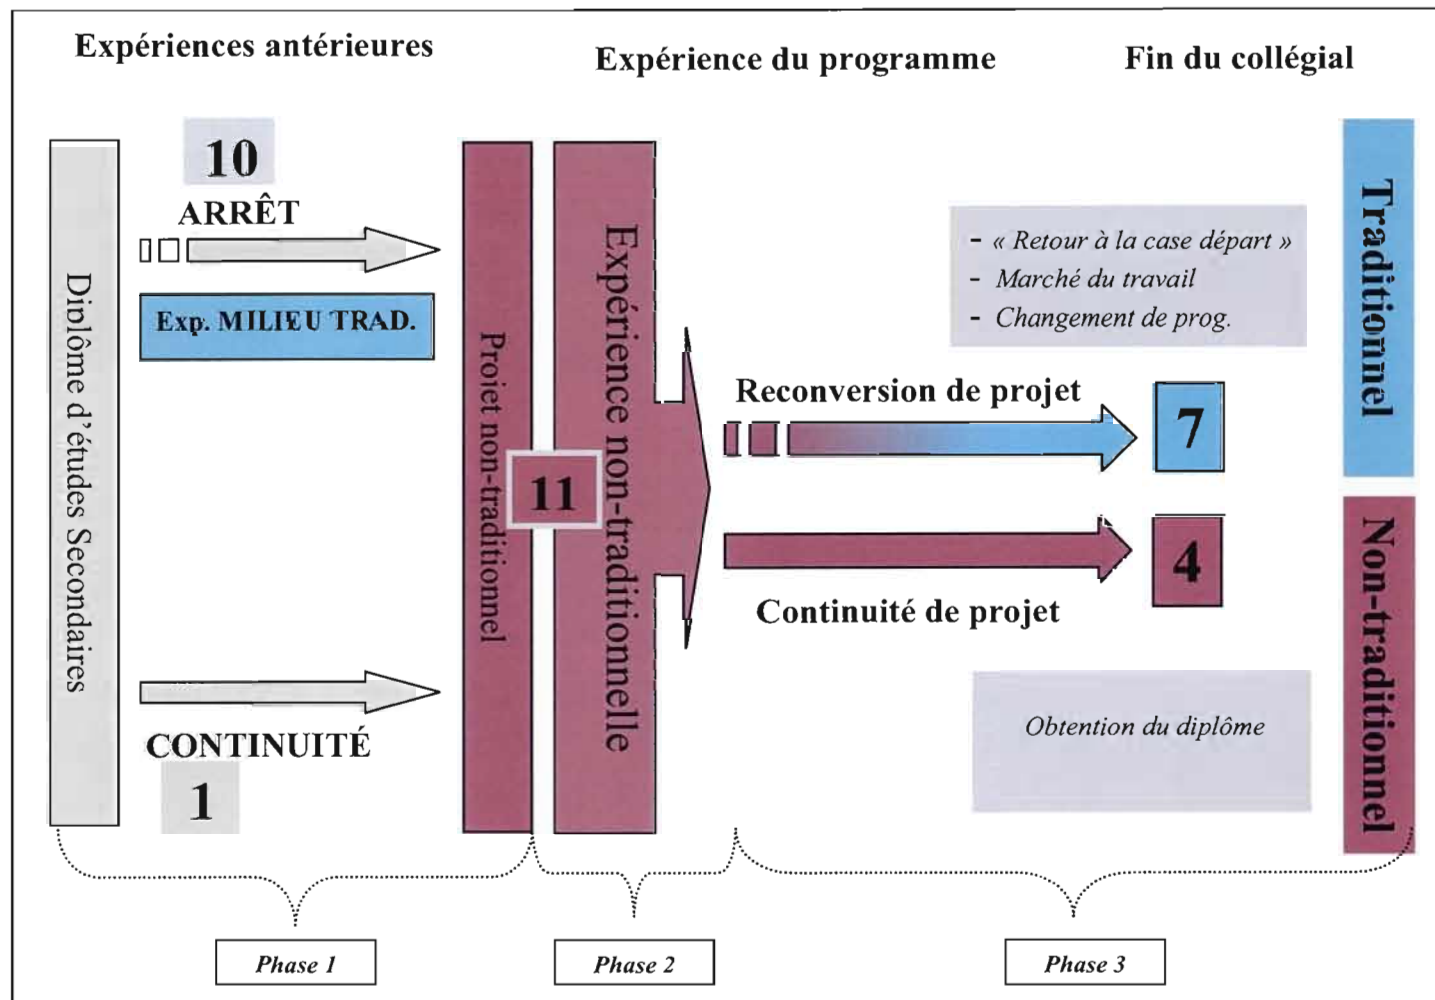 Expériences antérieures
Expérience du programme
Fin du collégial
Diplôme d'études Secondaires
10
ARRÊT
Exp. MILIEU TRAD.
CONTINUITÉ
1
Projet non-traditionnel
11
Expérience non-traditionnelle
- « Retour à la case départ »
- Marché du travail
- Changement de prog.
Reconversion de projet
7
4
Continuité de projet
Obtention du diplôme
Traditionnel
Non-traditionnel
Phase 1
Phase 2
Phase 3